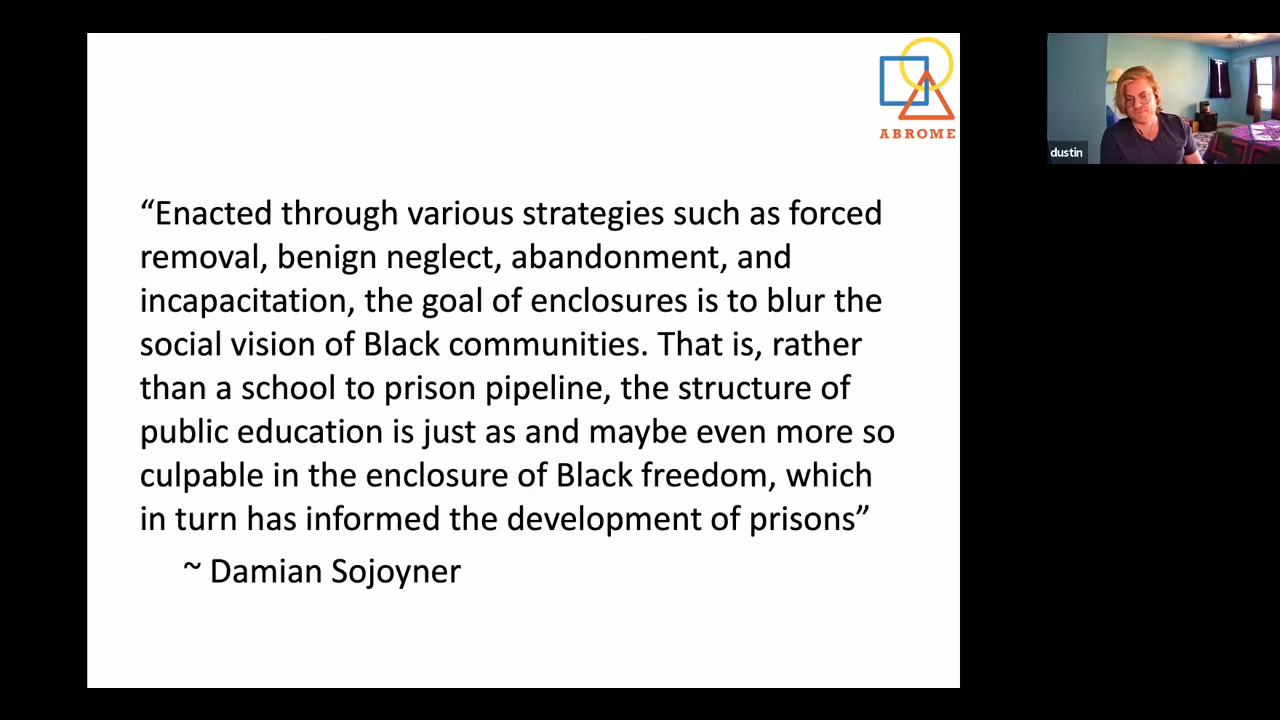 ABROME
dustin
“Enacted through various strategies such as forced
removal, benign neglect, abandonment, and
incapacitation, the goal of enclosures is to blur the
social vision of Black communities. That is, rather
than a school to prison pipeline, the structure of
public education is just as and maybe even more so
culpable in the enclosure of Black freedom, which
in turn has informed the development of prisons”
~ Damian Sojoyner